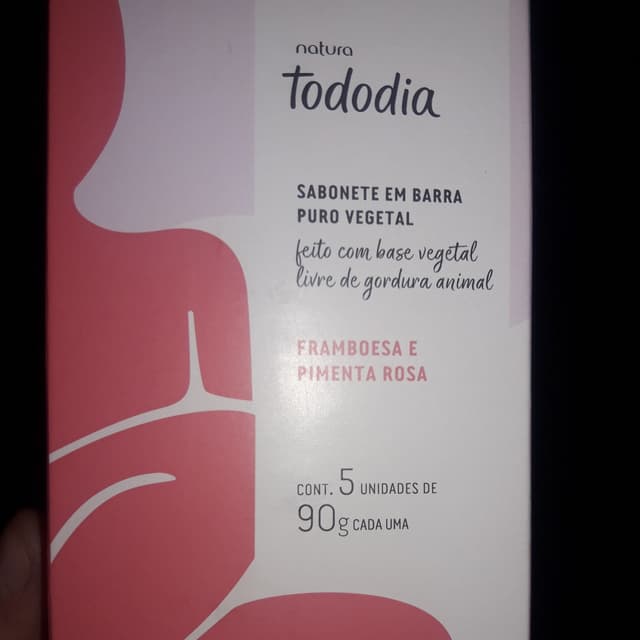 natura
Tododia
SABONETE EM BARRA
PURO VEGETAL
feito com base vegetal
livre de gordura animal
FRAMBOESA E
PIMENTA ROSA
CONT. 5 UNIDADES DE
90g CADA UMA